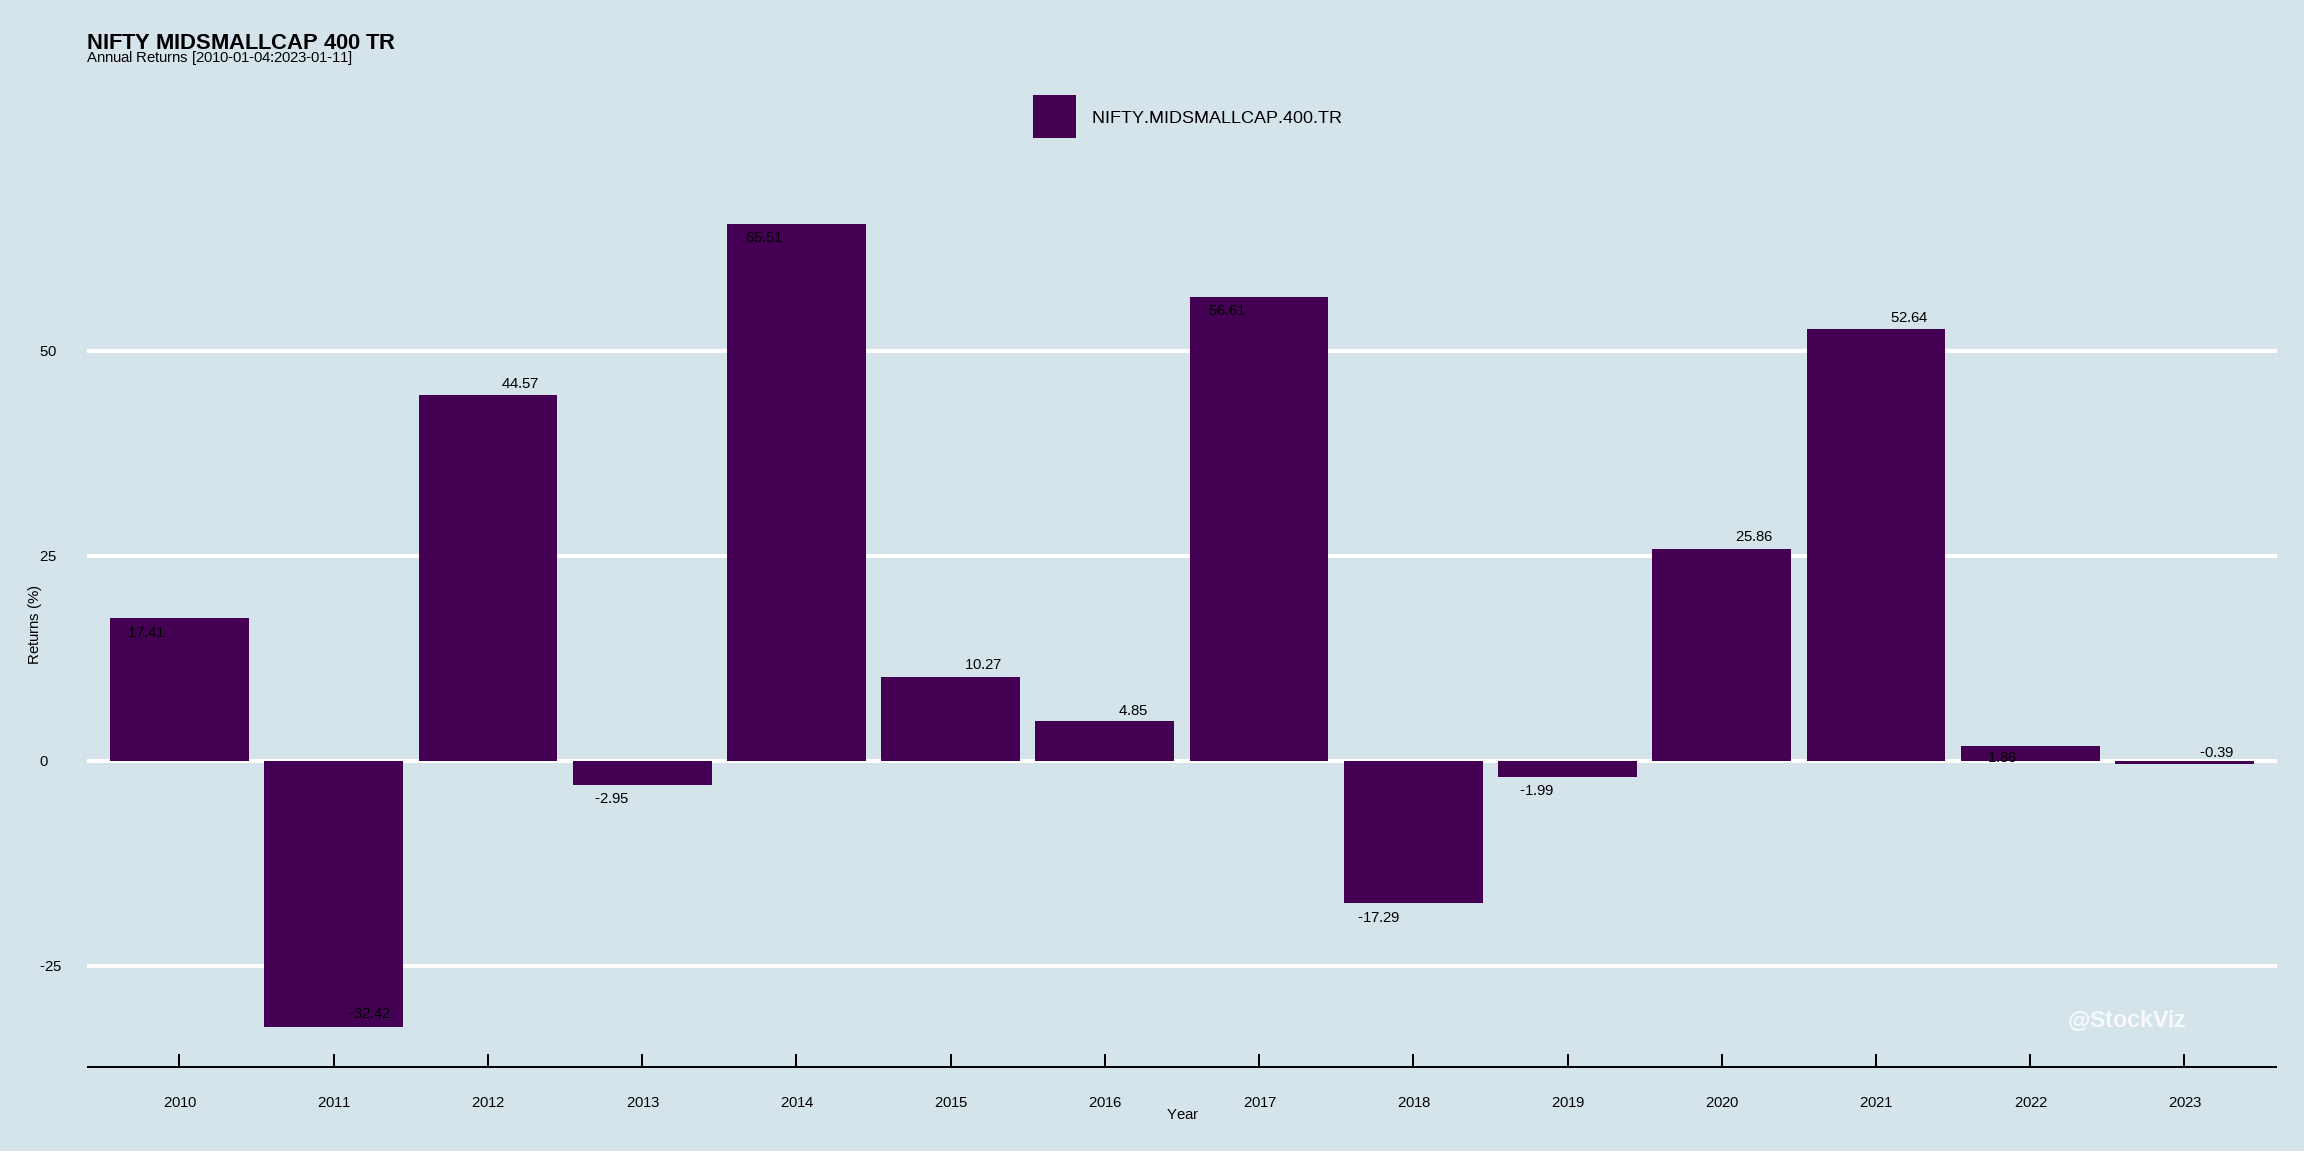 NIFTY MIDSMALLCAP 400 TR
Annual Returns [2010-01-04:2023-01-11]
NIFTY.MIDSMALLCAP.400.TR
65.51
56.61
52.64
50
44.57
25.86
25
17.41
10.27
4.85
1.86
-0.39
0
-2.95
-1.99
-17.29
-25
-32.42
Returns (%)
@StockViz
2010 2011 2012 2013 2014 2015 2016 2017 2018 2019 2020 2021 2022 2023
Year